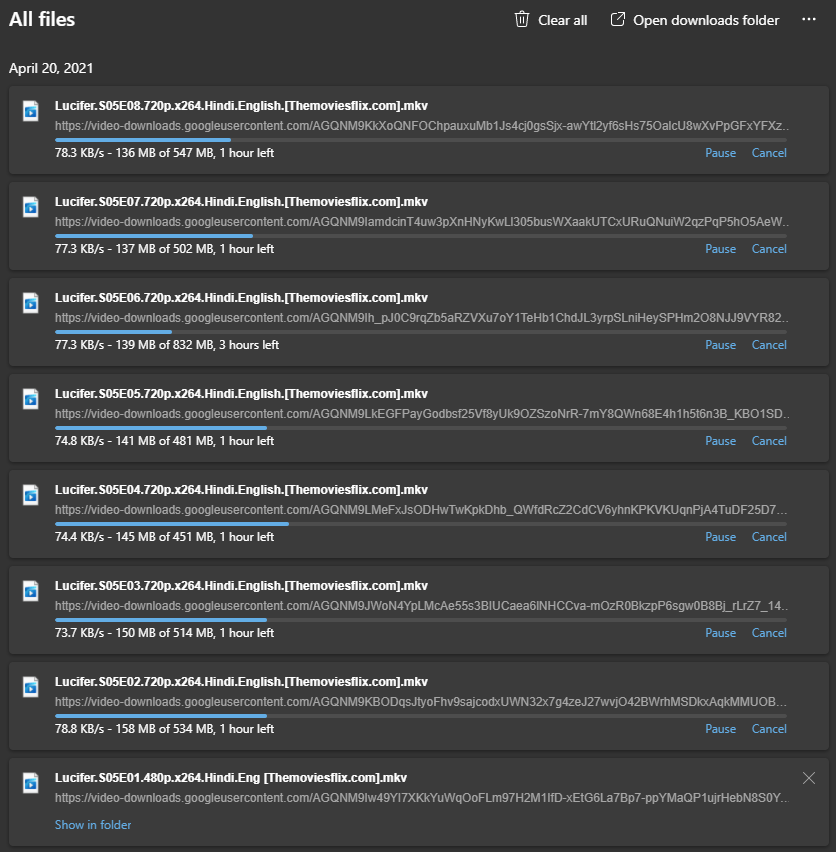 All files
Clear all
Open downloads folder
April 20, 2021
Lucifer.S05E08.720p.x264.Hindi.English.[Themoviesflix.com].mkv
https://video-downloads.googleusercontent.com/AGQNM9KkXoQNFOChpauxuMb1Js4cj0gsSjx-awYtl2yf6sHs75OalcU8wXvPpGFxYFXz..
78.3 KB/s - 136 MB of 547 MB, 1 hour left
Pause Cancel
Lucifer.S05E07.720p.x264.Hindi.English.[Themoviesflix.com].mkv
https://video-downloads.googleusercontent.com/AGQNM9IamdcinT4uw3pXnHNyKwLl305busWXaakUTCxURuQNuiW2qzPqP5hO5AeW..
77.3 KB/s - 137 MB of 502 MB, 1 hour left
Pause Cancel
Lucifer.S05E06.720p.x264.Hindi.English.[Themoviesflix.com].mkv
https://video-downloads.googleusercontent.com/AGQNM9Ih_pJ0C9rqZb5aRZVXu7oY1TeHb1ChdJL3yrpSLniHeySPHm2O8NJJ9VYR82..
77.3 KB/s - 139 MB of 832 MB, 3 hours left
Pause Cancel
Lucifer.S05E05.720p.x264.Hindi.English.[Themoviesflix.com].mkv
https://video-downloads.googleusercontent.com/AGQNM9LkEGFPayGodbsf25Vf8yUk9OZSzoNrR-7mY8QWn68E4h1h5t6n3B_KBO1SD..
74.8 KB/s - 141 MB of 481 MB, 1 hour left
Pause Cancel
Lucifer.S05E04.720p.x264.Hindi.English.[Themoviesflix.com].mkv
https://video-downloads.googleusercontent.com/AGQNM9LMeFxJsODHwTwKpkDhb_QWfdRcZ2CdCV6yhnKPKVKUqnPjA4TuDF25D7...
74.4 KB/s - 145 MB of 451 MB, 1 hour left
Pause Cancel
Lucifer.S05E03.720p.x264.Hindi.English.[Themoviesflix.com].mkv
https://video-downloads.googleusercontent.com/AGQNM9JWoN4YpLMcAe55s3BIUCaea6lNHCCva-mOzR0BkzpP6sgw0B8Bj_rLrZ7_14..
73.7 KB/s - 150 MB of 514 MB, 1 hour left
Pause Cancel
Lucifer.S05E02.720p.x264.Hindi.English.[Themoviesflix.com].mkv
https://video-downloads.googleusercontent.com/AGQNM9KBODqsJtyoFhv9sajcodxUWN32x7g4zeJ27wvjO42BWrhMSDkxAqkMMUOB...
78.8 KB/s - 158 MB of 534 MB, 1 hour left
Pause Cancel
Lucifer.S05E01.480p.x264.Hindi.Eng [Themoviesflix.com].mkv
https://video-downloads.googleusercontent.com/AGQNM9Iw49Yl7XKkYuWqOoFLm97H2M1IfD-xEtG6La7Bp7-ppYMaQP1ujrHebN8S0Y...
Show in folder